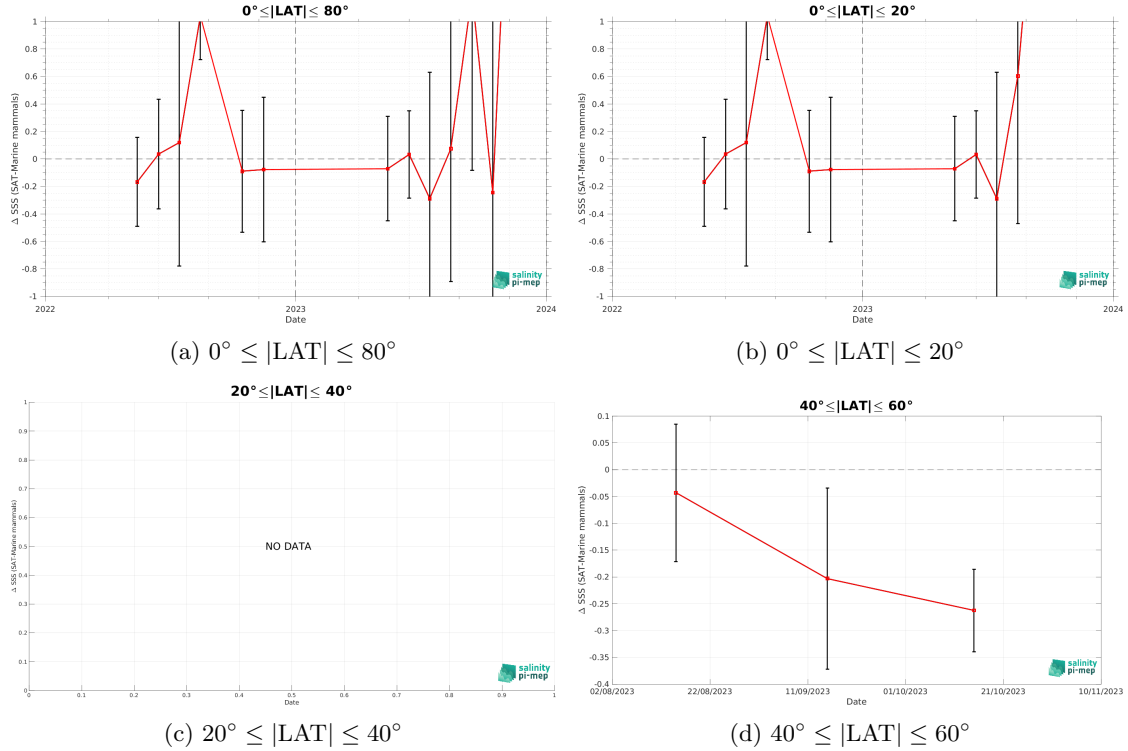 0°≤|LAT|≤ 80°
Δ SSS (SAT-Marine mammals)
0.8
0.6
0.4
0.2
0
-0.2
-0.4
-0.6
-0.8
-1
2022
2023
2024
Date
salinity
pi-mep
(a) 0° ≤ |LAT| ≤ 80°
0°≤|LAT|≤ 20°
Δ SSS (SAT-Marine mammals)
0.8
0.6
0.4
0.2
0
-0.2
-0.4
-0.6
-0.8
-1
2022
2023
2024
Date
salinity
pi-mep
(b) 0° ≤ |LAT| ≤ 20°
20°≤|LAT|≤ 40°
Δ SSS (SAT-Marine mammals)
1
0.9
0.8
0.7
0.6
0.5
0.4
0.3
0.2
0.1
0
NO DATA
0 0.1 0.2 0.3 0.4 0.5 0.6 0.7 0.8 0.9 1
Date
salinity
pi-mep
(c) 20° ≤ |LAT| ≤ 40°
40°≤|LAT|≤ 60°
Δ SSS (SAT-Marine mammals)
0.1
0.05
0
-0.05
-0.1
-0.15
-0.2
-0.25
-0.3
-0.35
-0.4
02/08/2023 22/08/2023 11/09/2023 01/10/2023 21/10/2023 10/11/2023
Date
salinity
pi-mep
(d) 40° ≤ |LAT| ≤ 60°